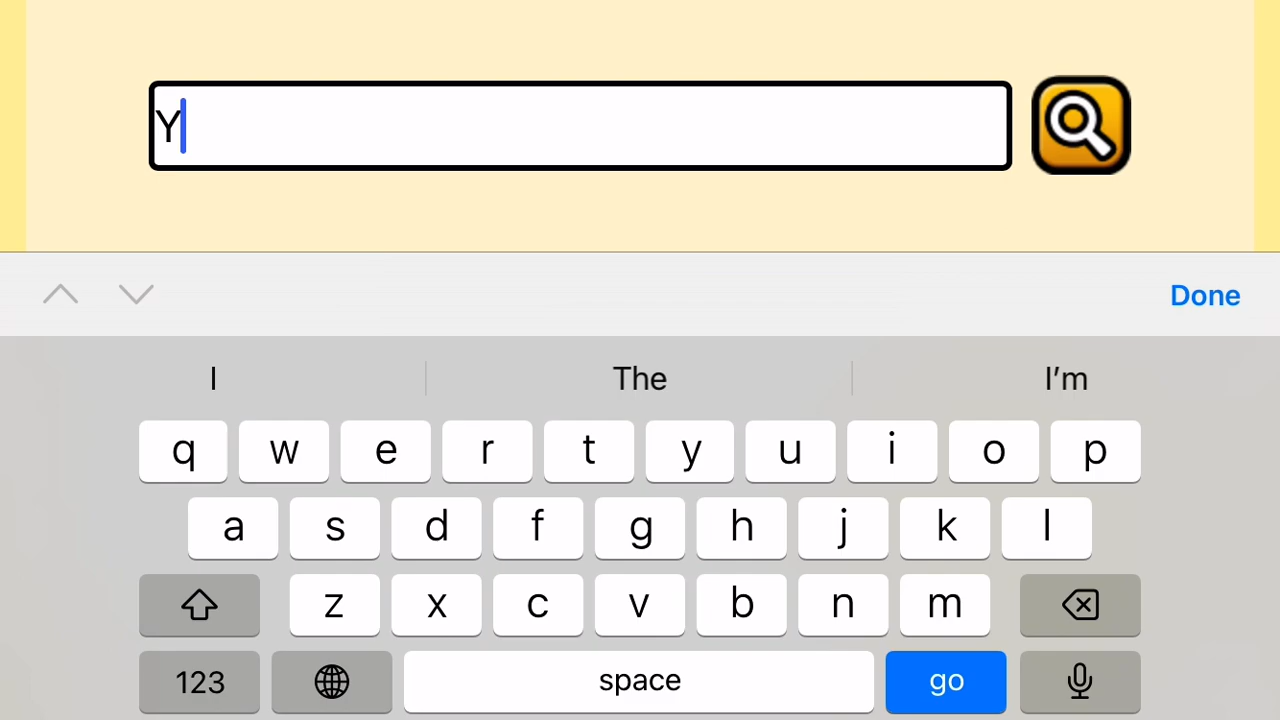 Y
Done
I The I'm
q w e r t y u i o p
a s d f g h j k l
z x c v b n m
123 space go